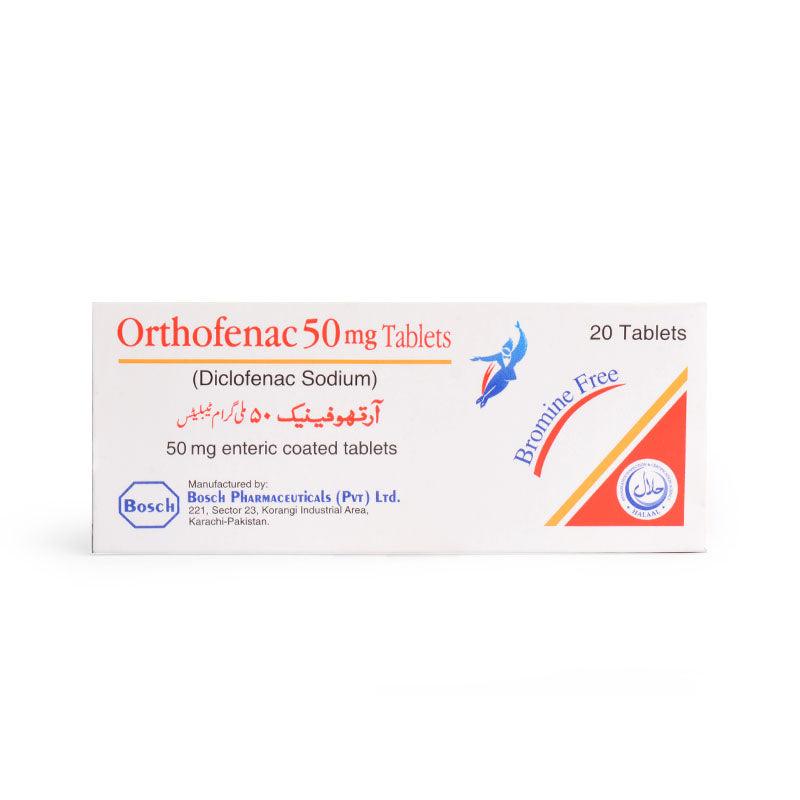 Orthofenac 50 mg Tablets
20 Tablets
(Diclofenac Sodium)
آرتھوفینیک ۵۰ ملی گرام ٹیبلیٹس
50 mg enteric coated tablets
Bromine Free
Manufactured by:
Bosch
Bosch Pharmaceuticals (Pvt) Ltd.
221, Sector 23, Korangi Industrial Area,
Karachi-Pakistan.
حلال
HALAAL